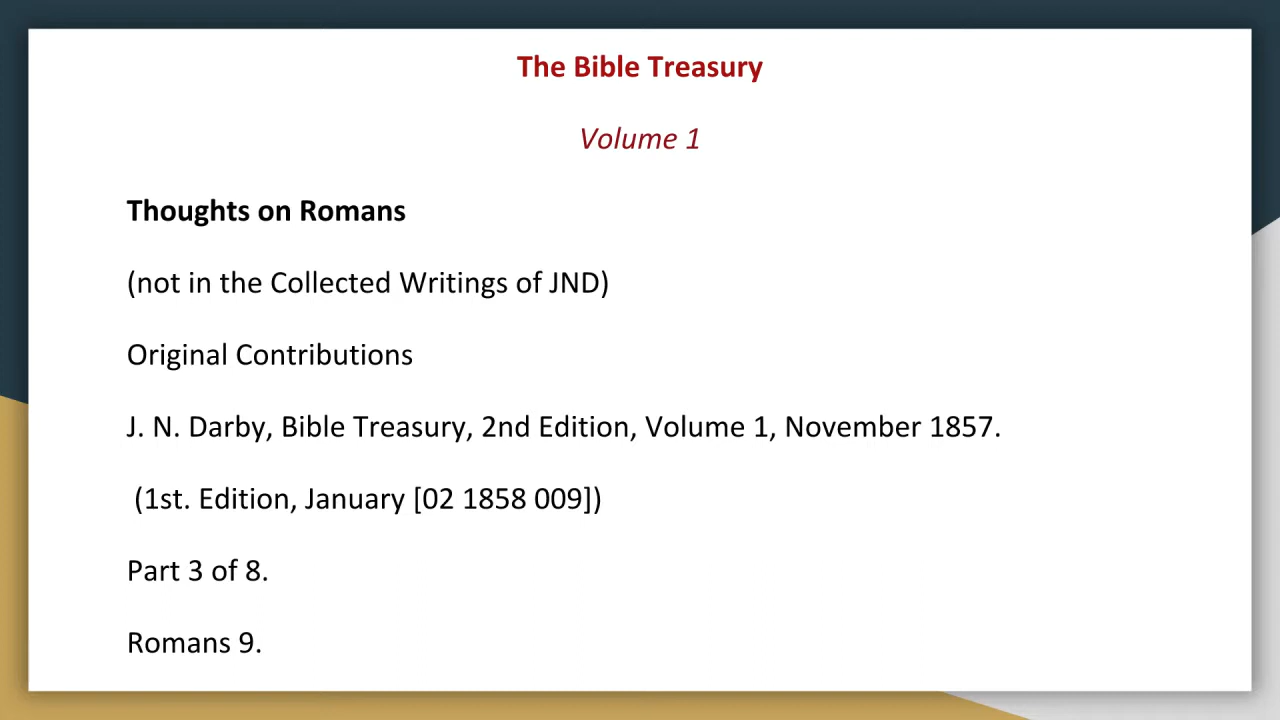 The Bible Treasury
Volume 1
Thoughts on Romans
(not in the Collected Writings of JND)
Original Contributions
J. N. Darby, Bible Treasury, 2nd Edition, Volume 1, November 1857.
(1st. Edition, January [02 1858 009])
Part 3 of 8.
Romans 9.